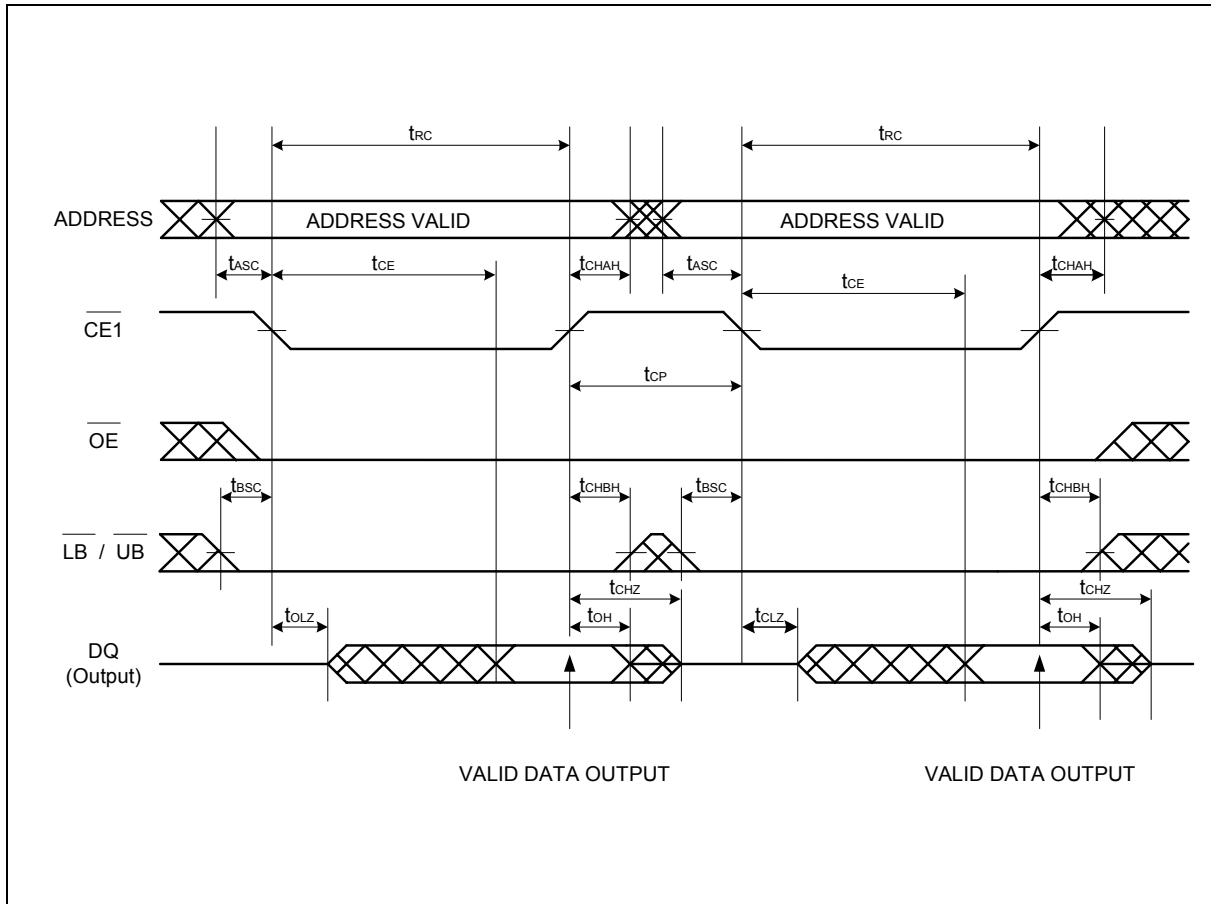 tRC tRC
ADDRESS ADDRESS VALID ADDRESS VALID
tASC tCE tCHAH tASC tCE tCHAH
CE1
tCP
OE
tBSC tCHBH tBSC tCHBH
LB / UB
tCHZ tCHZ
tOLZ tOH tCLZ tOH
DQ
(Output)
VALID DATA OUTPUT VALID DATA OUTPUT